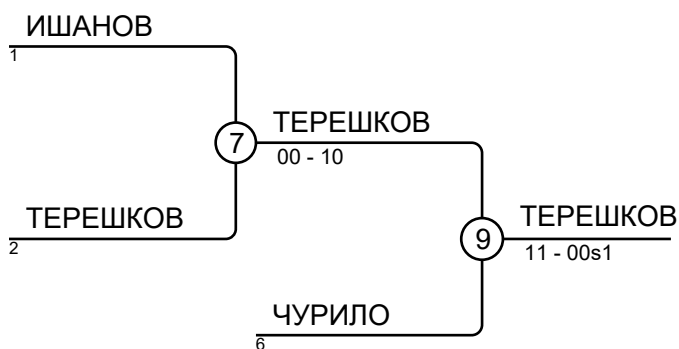 ИШАНОВ
1
7
ТЕРЕШКОВ
00 - 10
ТЕРЕШКОВ
2
9
ТЕРЕШКОВ
11 - 00s1
ЧУРИЛО
6